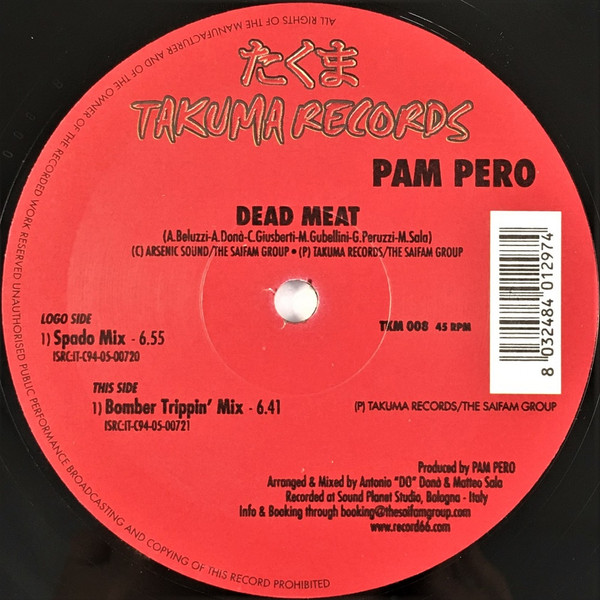 たくま
TAKUMA RECORDS
PAM PERO
DEAD MEAT
(A.Beluzzi-A.Donà-C.Giusberti-M.Gubellini-G.Peruzzi-M.Sala)
(C) ARSENIC SOUND/THE SAIFAM GROUP • (P) TAKUMA RECORDS/THE SAIFAM GROUP
LOGO SIDE
1) Spado Mix - 6.55
ISRC:IT-C94-05-00720
TKM 008 45 RPM
8 032484 012974
THIS SIDE
1) Bomber Trippin' Mix - 6.41
ISRC:IT-C94-05-00721
(P) TAKUMA RECORDS/THE SAIFAM GROUP
Produced by PAM PERO
Arranged & Mixed by Antonio "DO" Donà & Matteo Sala
Recorded at Sound Planet Studio, Bologna - Italy
Info & Booking through booking@thesaifamgroup.com
www.record66.com
ALL RIGHTS OF THE MANUFACTURER AND OF THE OWNER OF THE RECORDED WORK RESERVED UNAUTHORISED PUBLIC PERFORMANCE BROADCASTING AND COPYING OF THIS RECORD PROHIBITED